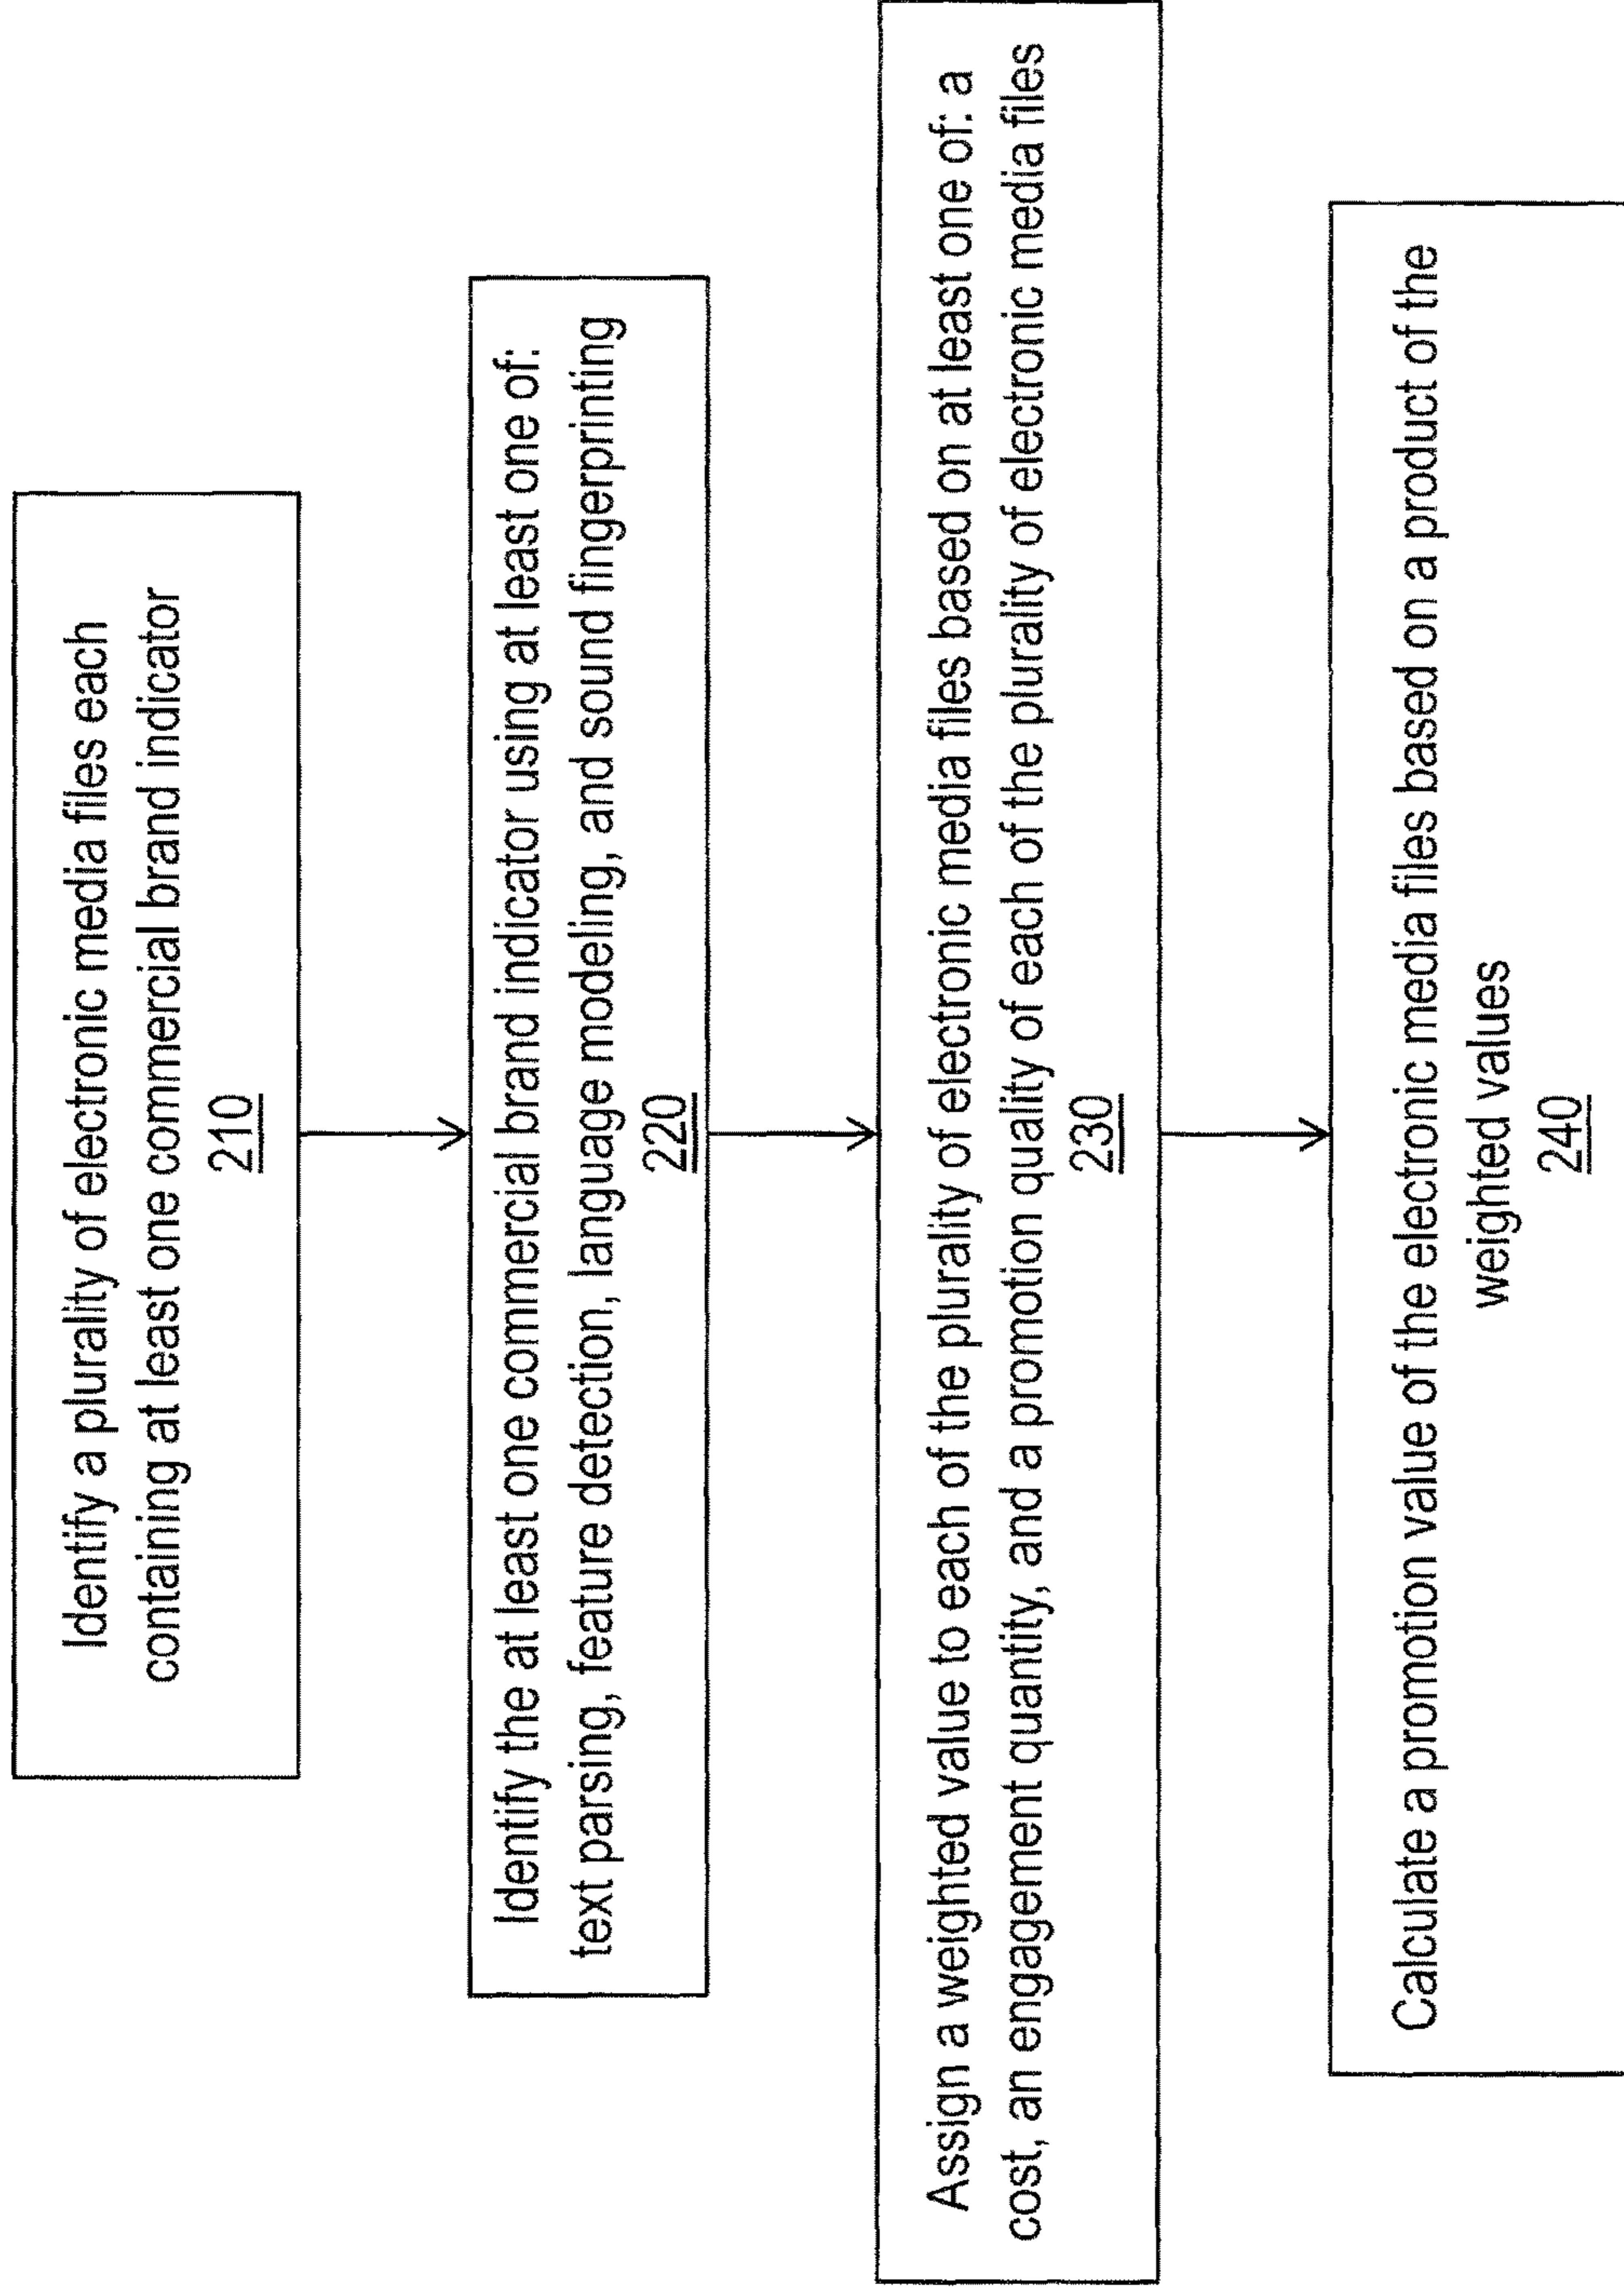 Identify a plurality of electronic media files each
containing at least one commercial brand indicator
210
Identify the at least one commercial brand indicator using at least one of:
text parsing, feature detection, language modeling, and sound fingerprinting
220
Assign a weighted value to each of the plurality of electronic media files based on at least one of: a
cost, an engagement quantity, and a promotion quality of each of the plurality of electronic media files
230
Calculate a promotion value of the electronic media files based on a product of the
weighted values
240